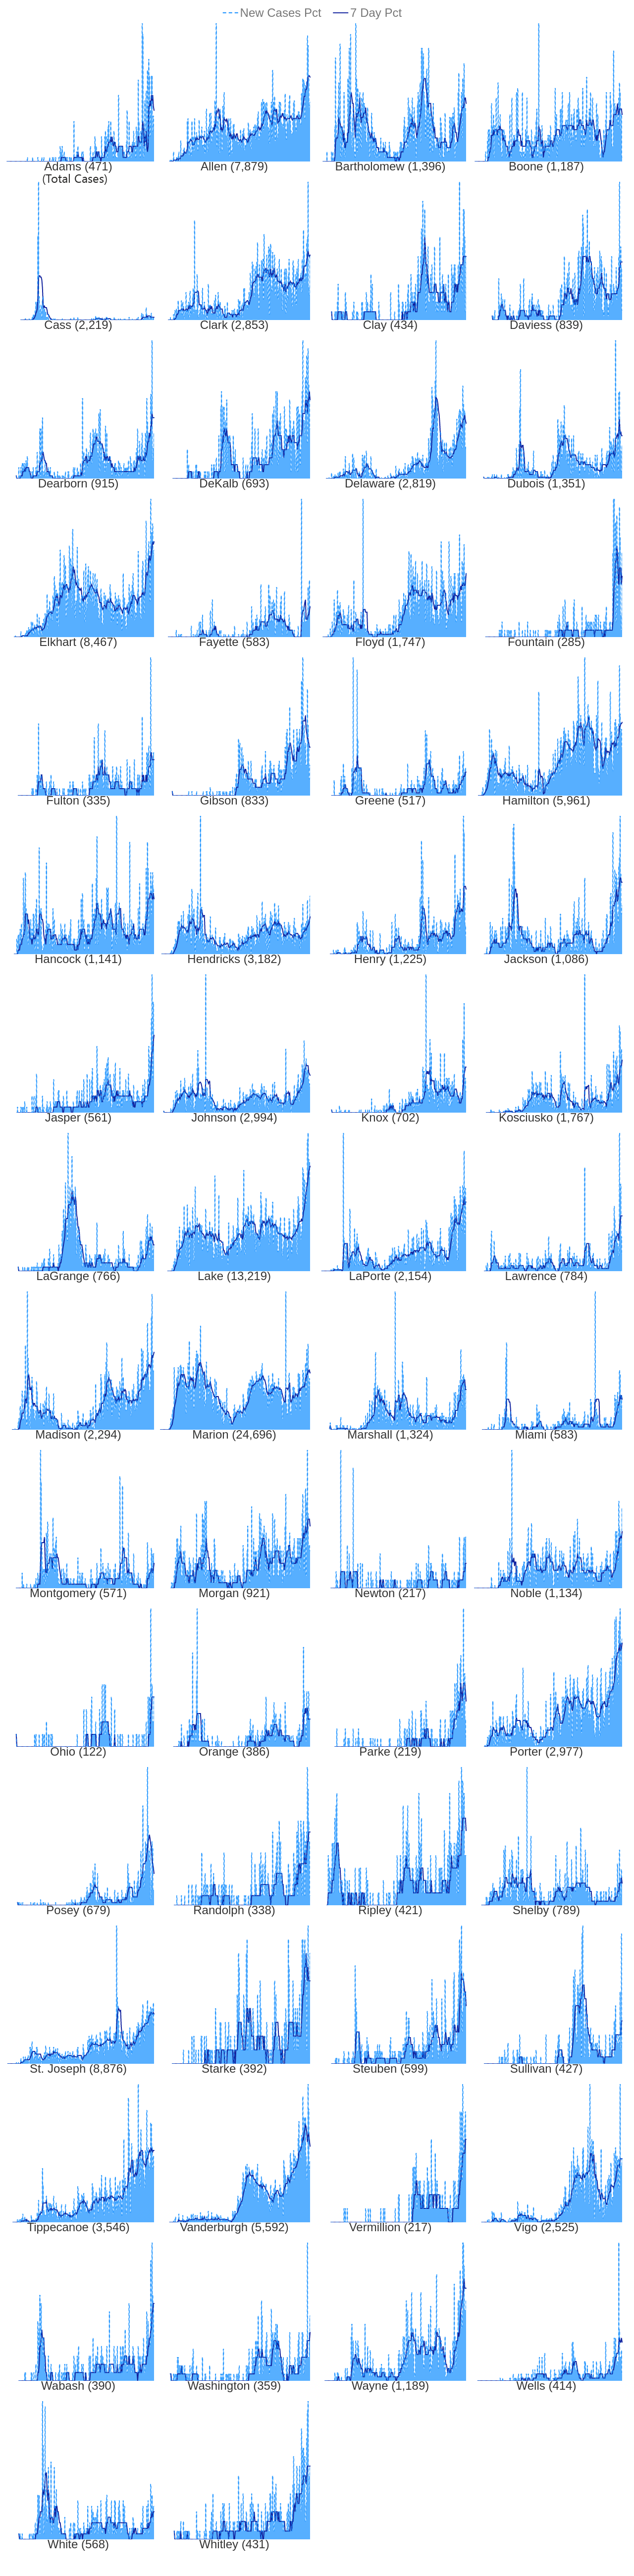 New Cases Pct 7 Day Pct
Adams (471) Allen (7,879) Bartholomew (1,396) Boone (1,187)
(Total Cases)
Cass (2,219) Clark (2,853) Clay (434) Daviess (839)
Dearborn (915) DeKalb (693) Delaware (2,819) Dubois (1,351)
Elkhart (8,467) Fayette (583) Floyd (1,747) Fountain (285)
Fulton (335) Gibson (833) Greene (517) Hamilton (5,961)
Hancock (1,141) Hendricks (3,182) Henry (1,225) Jackson (1,086)
Jasper (561) Johnson (2,994) Knox (702) Kosciusko (1,767)
LaGrange (766) Lake (13,219) LaPorte (2,154) Lawrence (784)
Madison (2,294) Marion (24,696) Marshall (1,324) Miami (583)
Montgomery (571) Morgan (921) Newton (217) Noble (1,134)
Ohio (122) Orange (386) Parke (219) Porter (2,977)
Posey (679) Randolph (338) Ripley (421) Shelby (789)
St. Joseph (8,876) Starke (392) Steuben (599) Sullivan (427)
Tippecanoe (3,546) Vanderburgh (5,592) Vermillion (217) Vigo (2,525)
Wabash (390) Washington (359) Wayne (1,189) Wells (414)
White (568) Whitley (431)